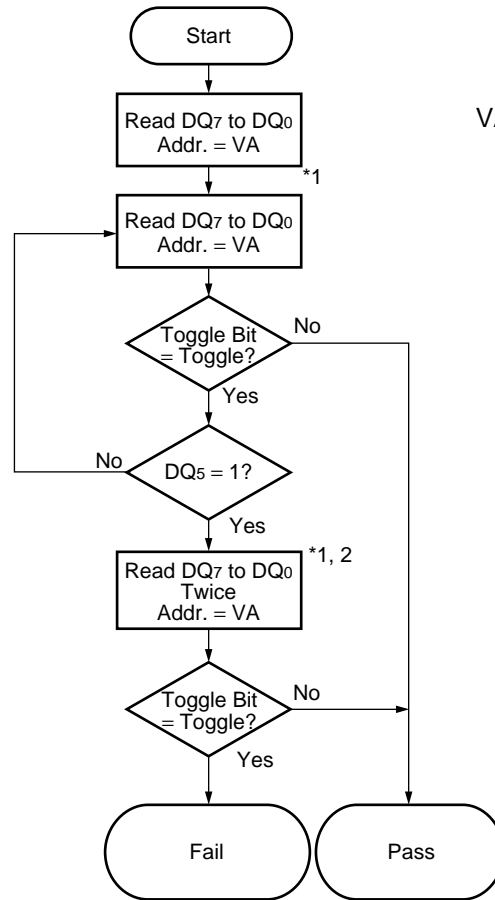 Start
Read DQ7 to DQ0
Addr. = VA
VA
*1
Read DQ7 to DQ0
Addr. = VA
Toggle Bit
= Toggle?
No
Yes
No
DQ5 = 1?
Yes
*1, 2
Read DQ7 to DQ0
Twice
Addr. = VA
Toggle Bit
= Toggle?
No
Yes
Fail
Pass